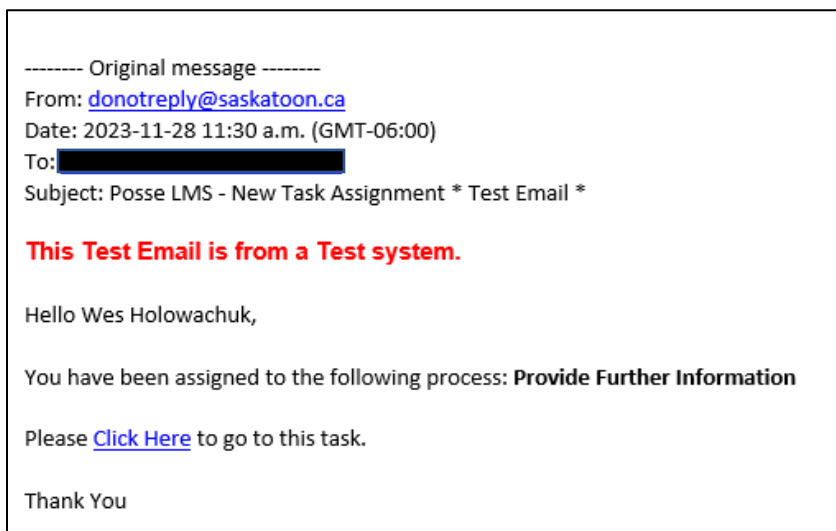 -------- Original message --------
From: donotreply@saskatoon.ca
Date: 2023-11-28 11:30 a.m. (GMT-06:00)
To:
Subject: Posse LMS - New Task Assignment * Test Email *
This Test Email is from a Test system.
Hello Wes Holowachuk,
You have been assigned to the following process: Provide Further Information
Please Click Here to go to this task.
Thank You